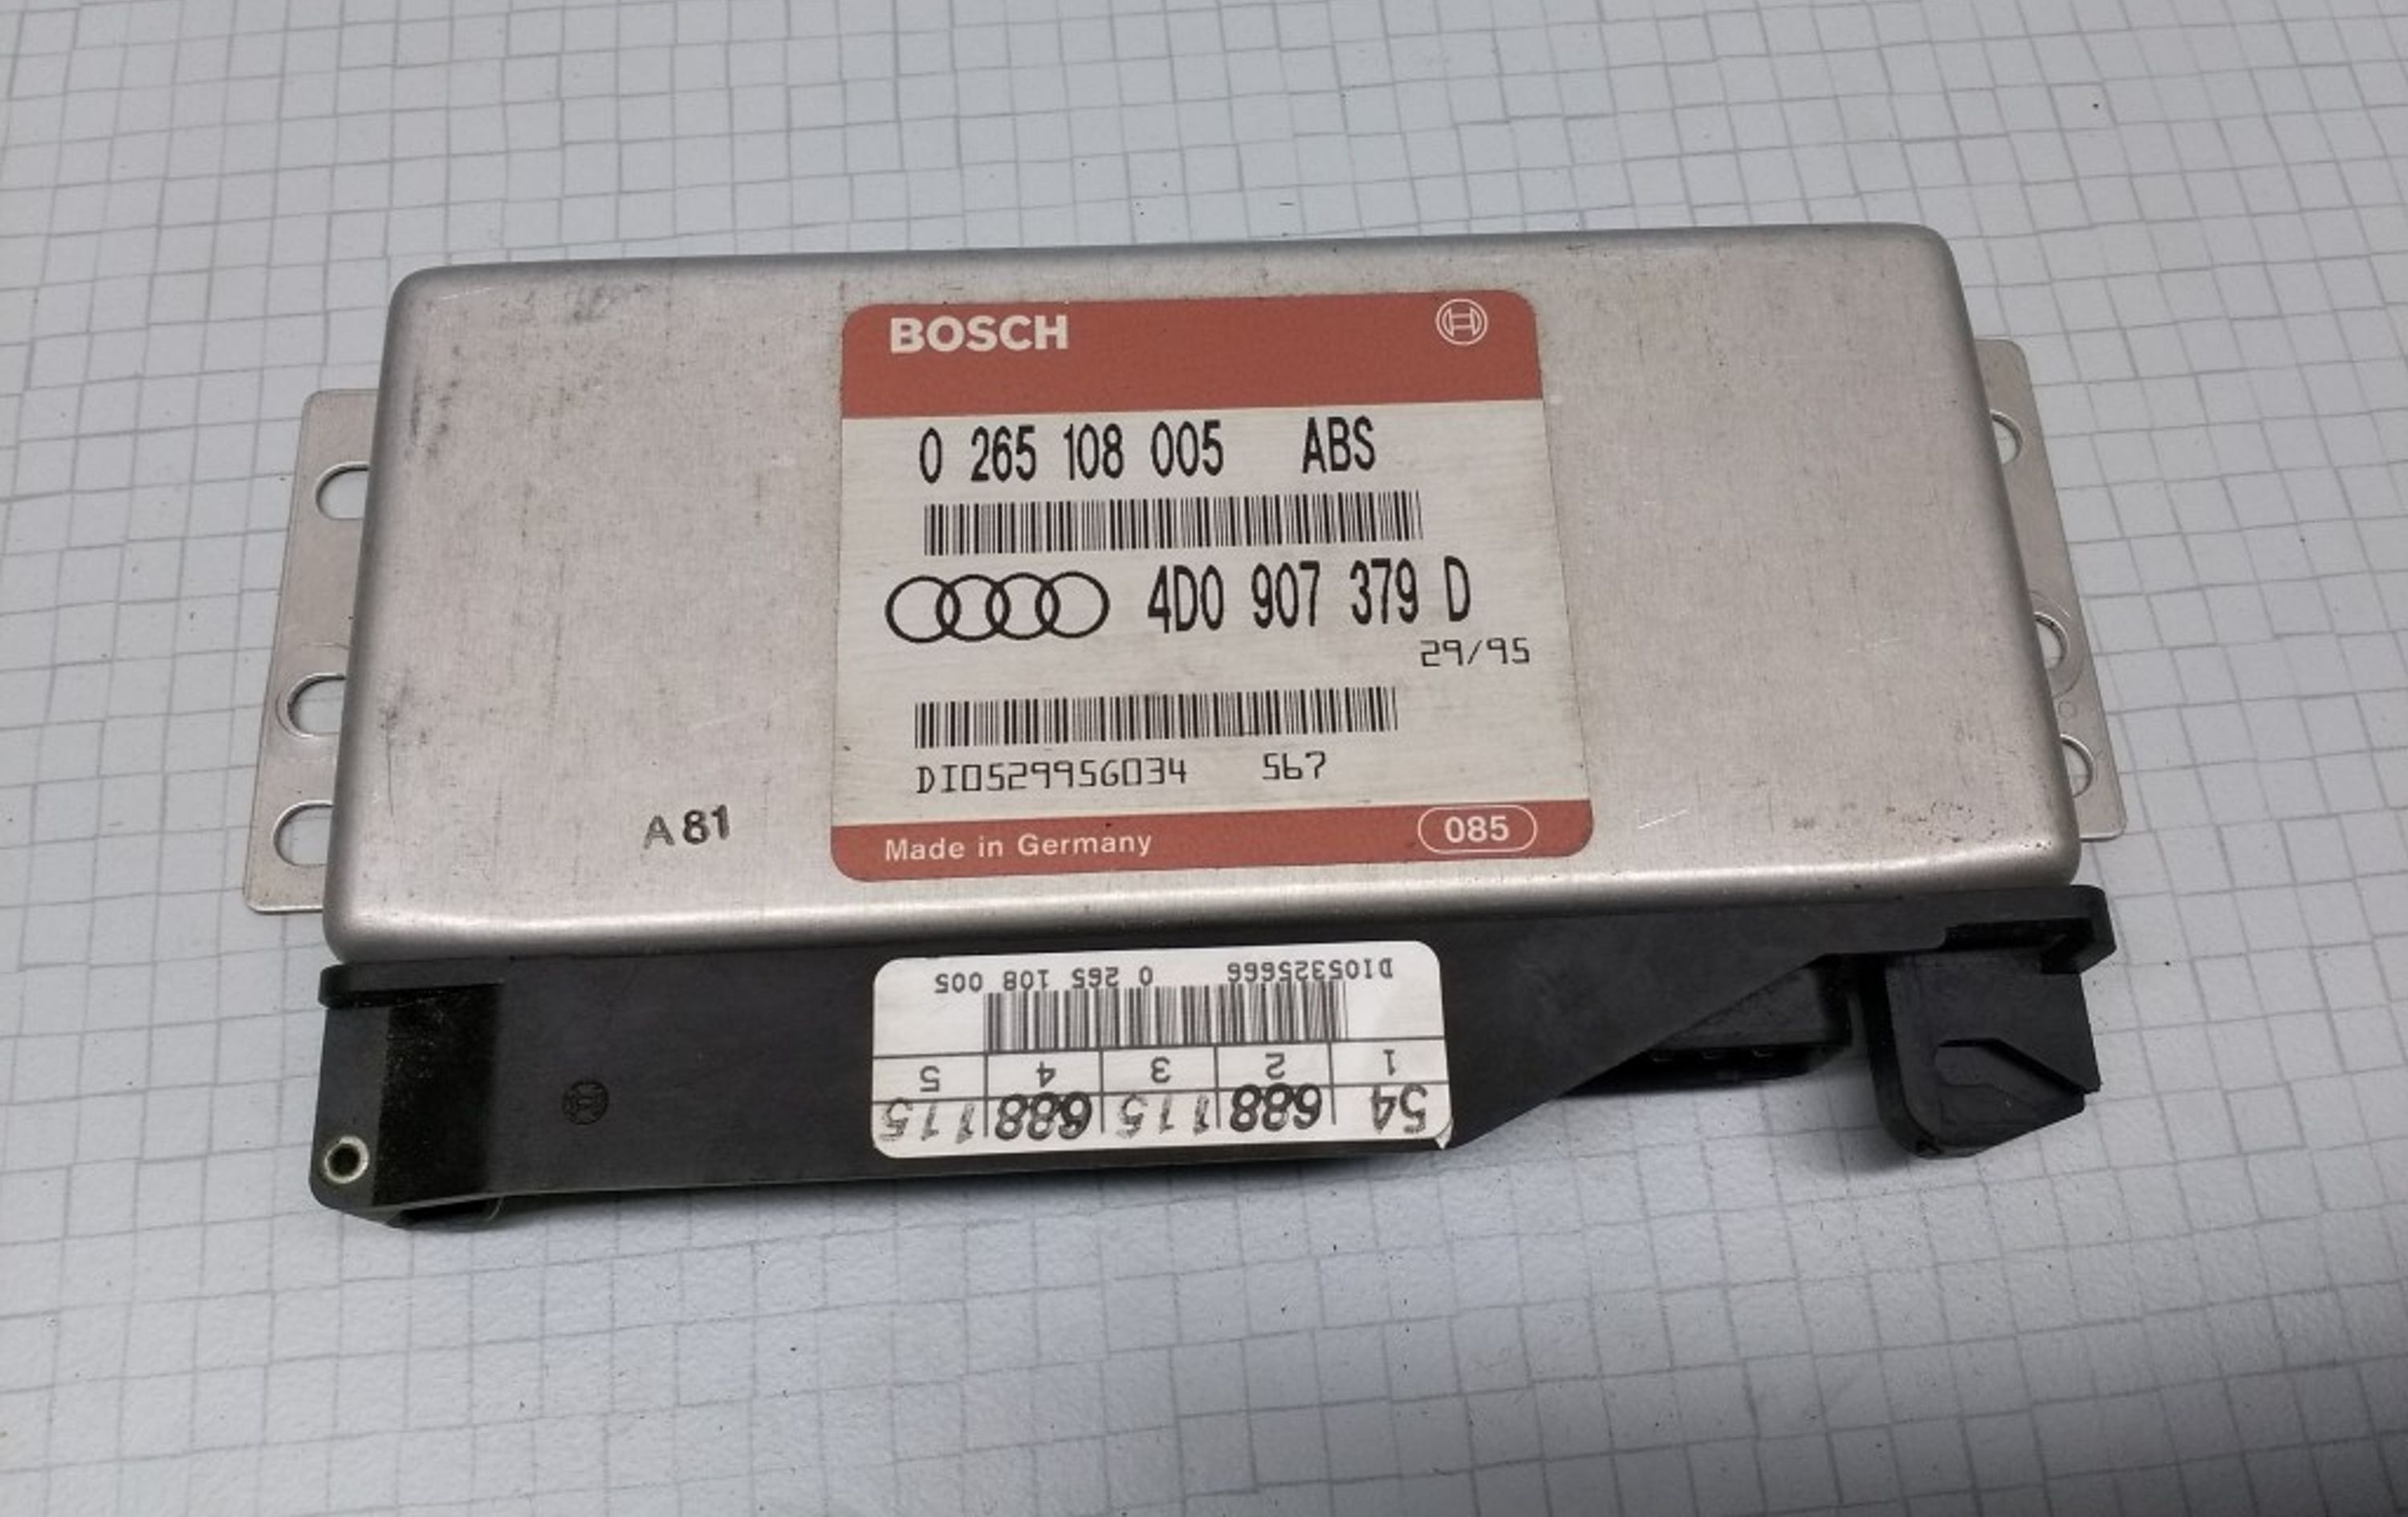 BOSCH
0 265 108 005 ABS
4D0 907 379 D
29/95
DI0529956034 567
A81
Made in Germany 085
DI05325666 0 265 108 005
1 2 3 4 5
54 688 115 688 115